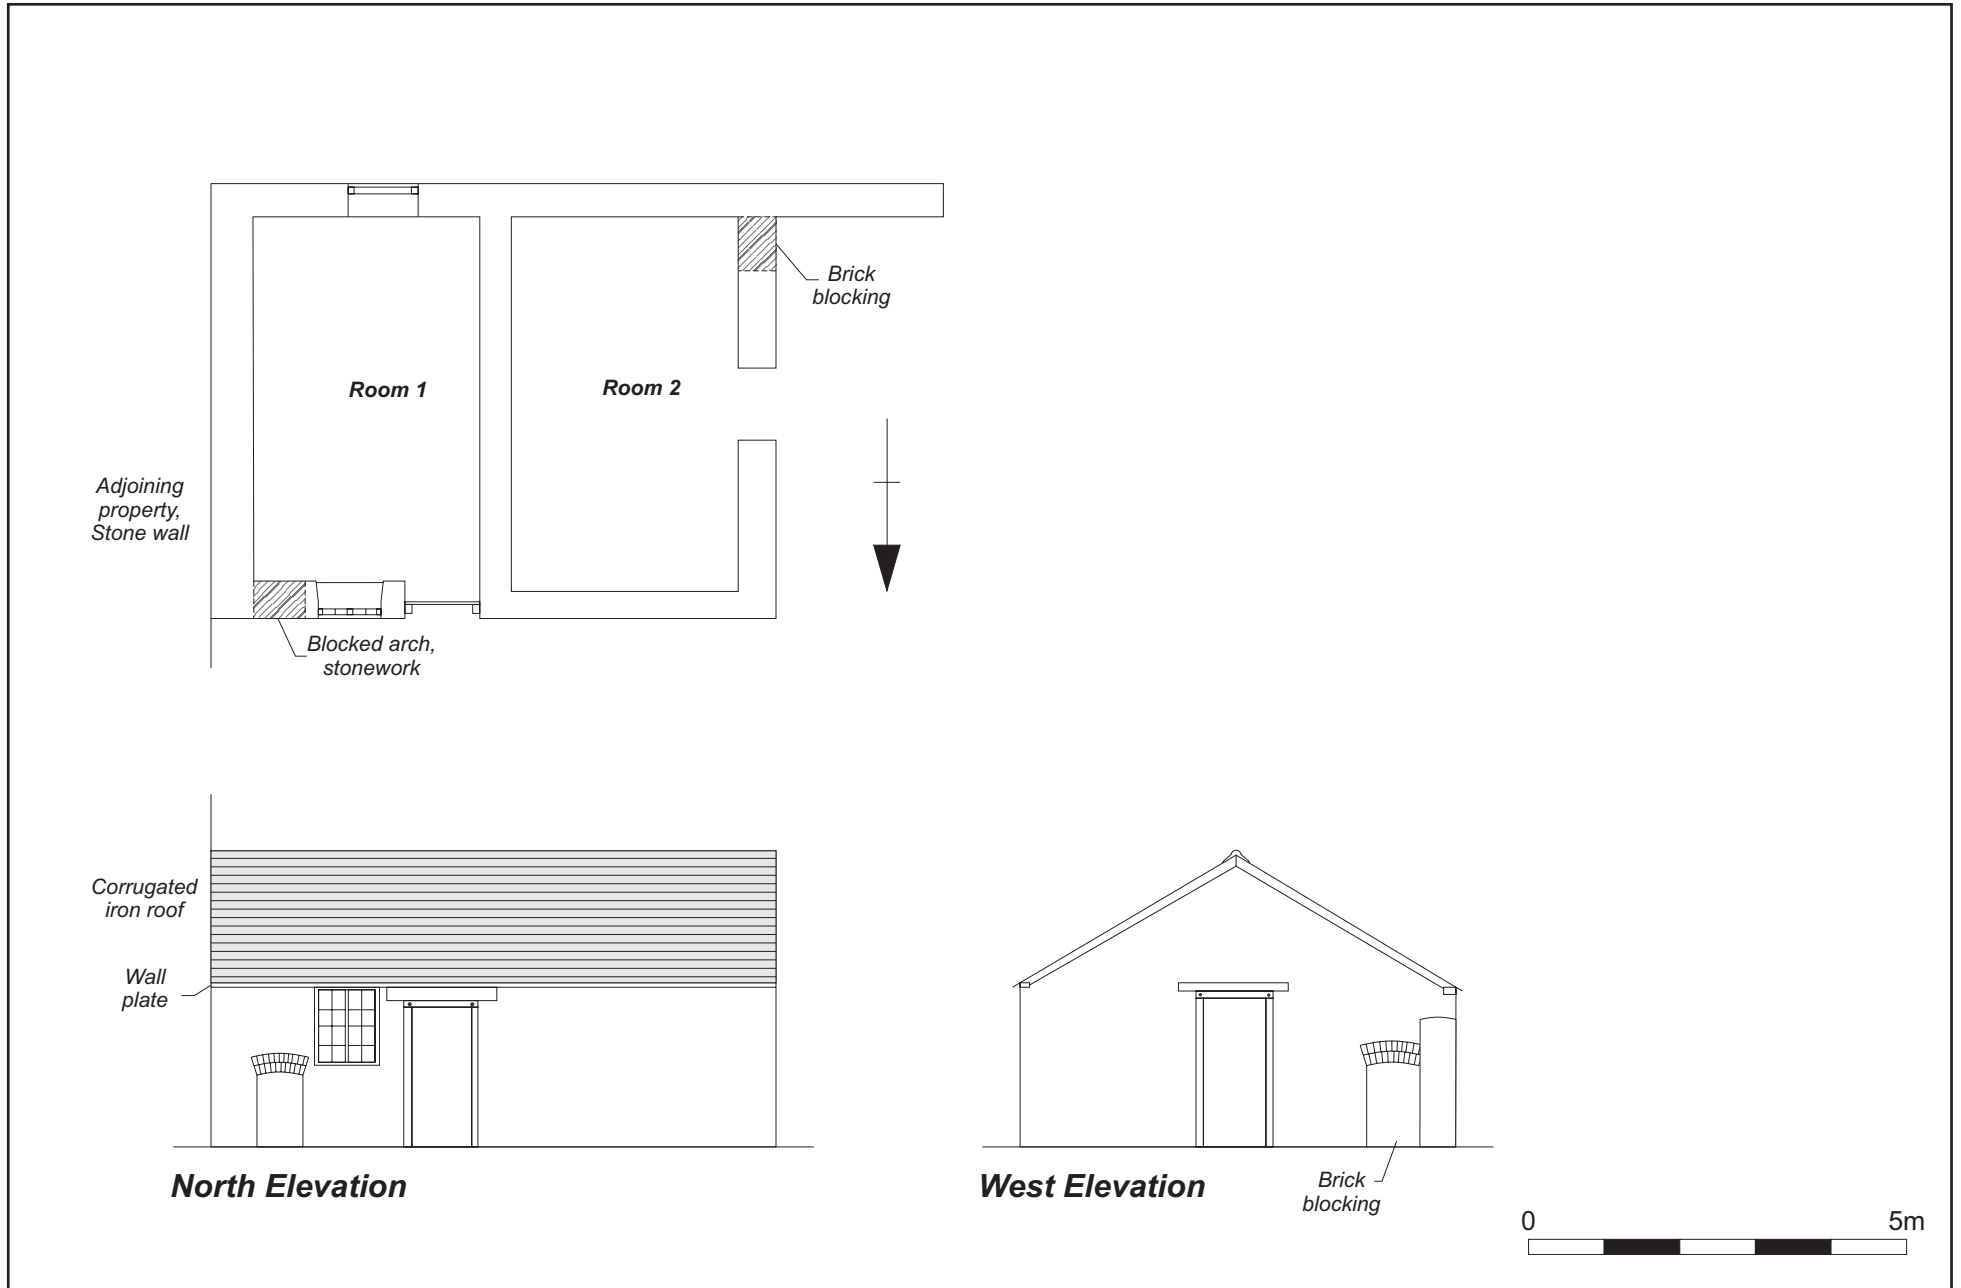 Brick
blocking
Room 1
Room 2
Adjoining
property,
Stone wall
Blocked arch,
stonework
Corrugated
iron roof
Wall
plate
North Elevation
West Elevation
Brick
blocking
0
5m